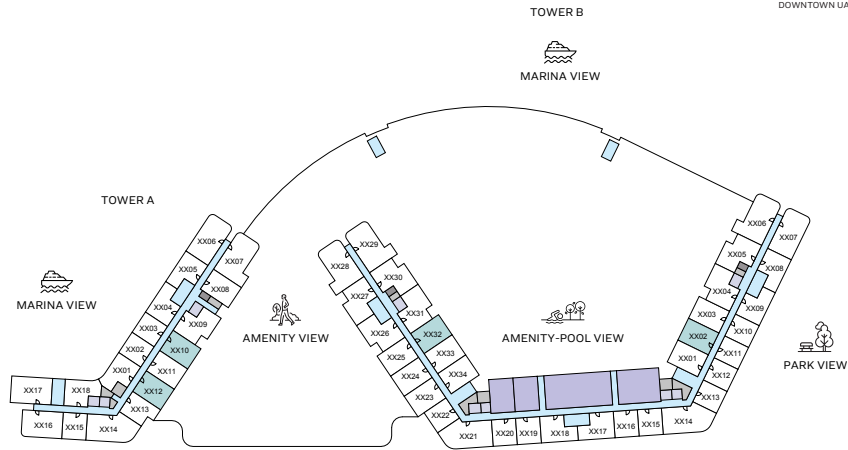 DOWNTOWN UA
TOWER B
MARINA VIEW
TOWER A
MARINA VIEW
AMENITY VIEW
AMENITY-POOL VIEW
PARK VIEW
XX06
XX07
XX05
XX08
XX04
XX09
XX03
XX10
XX02
XX11
XX01
XX12
XX17
XX18
XX13
XX16
XX15
XX14
XX29
XX28
XX30
XX27
XX31
XX26
XX32
XX25
XX33
XX24
XX34
XX23
XX22
XX21
XX20
XX19
XX18
XX17
XX16
XX15
XX14
XX13
XX06
XX07
XX05
XX08
XX04
XX09
XX03
XX10
XX02
XX11
XX01
XX12